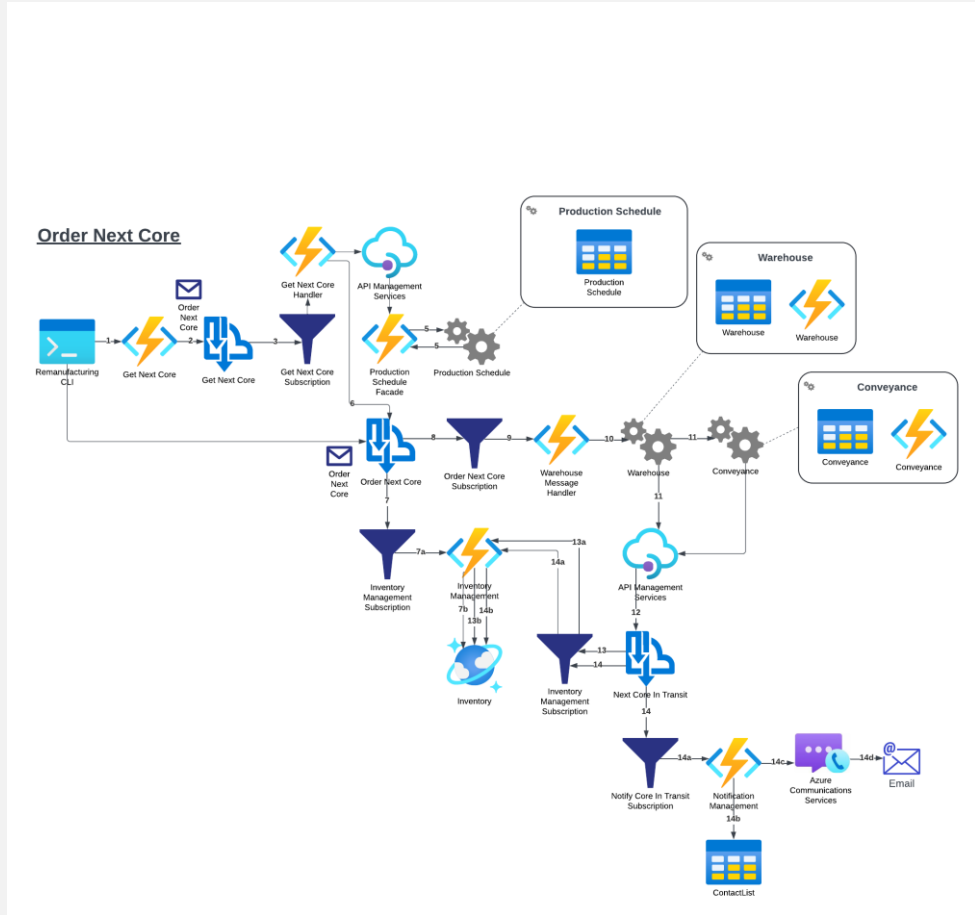 Order Next Core
Production Schedule
Production
Schedule
Warehouse
Warehouse
Warehouse
Conveyance
Conveyance
Conveyance
Get Next Core
Handler
API Management
Services
Order
Next
Core
Remanufacturing
CLI
1
Get Next Core
2
Get Next Core
3
Get Next Core
Subscription
Production
Schedule
Facade
5
5
Production Schedule
6
Order
Next
Core
Order Next Core
8
Order Next Core
Subscription
9
Warehouse
Message
Handler
10
Warehouse
11
Conveyance
7
11
Inventory
Management
Subscription
7a
Inventory
Management
13a
14a
7b
13b
14b
Inventory
API Management
Services
12
13
14
Inventory
Management
Subscription
Next Core In Transit
14
Notify Core In Transit
Subscription
14a
Notification
Management
14c
Azure
Communications
Services
14d
@
Email
14b
ContactList